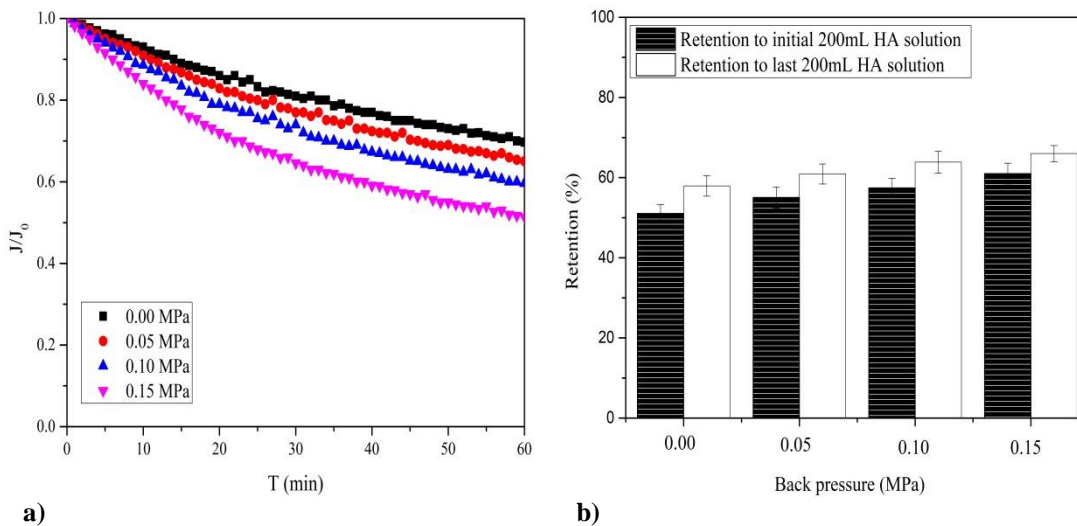 1.0
0.8
0.6
0.4
0.2
0.0
J/J0
0.00 MPa
0.05 MPa
0.10 MPa
0.15 MPa
0 10 20 30 40 50 60
T (min)
a)
100
80
60
40
20
0
Retention (%)
Retention to initial 200mL HA solution
Retention to last 200mL HA solution
0.00 0.05 0.10 0.15
Back pressure (MPa)
b)